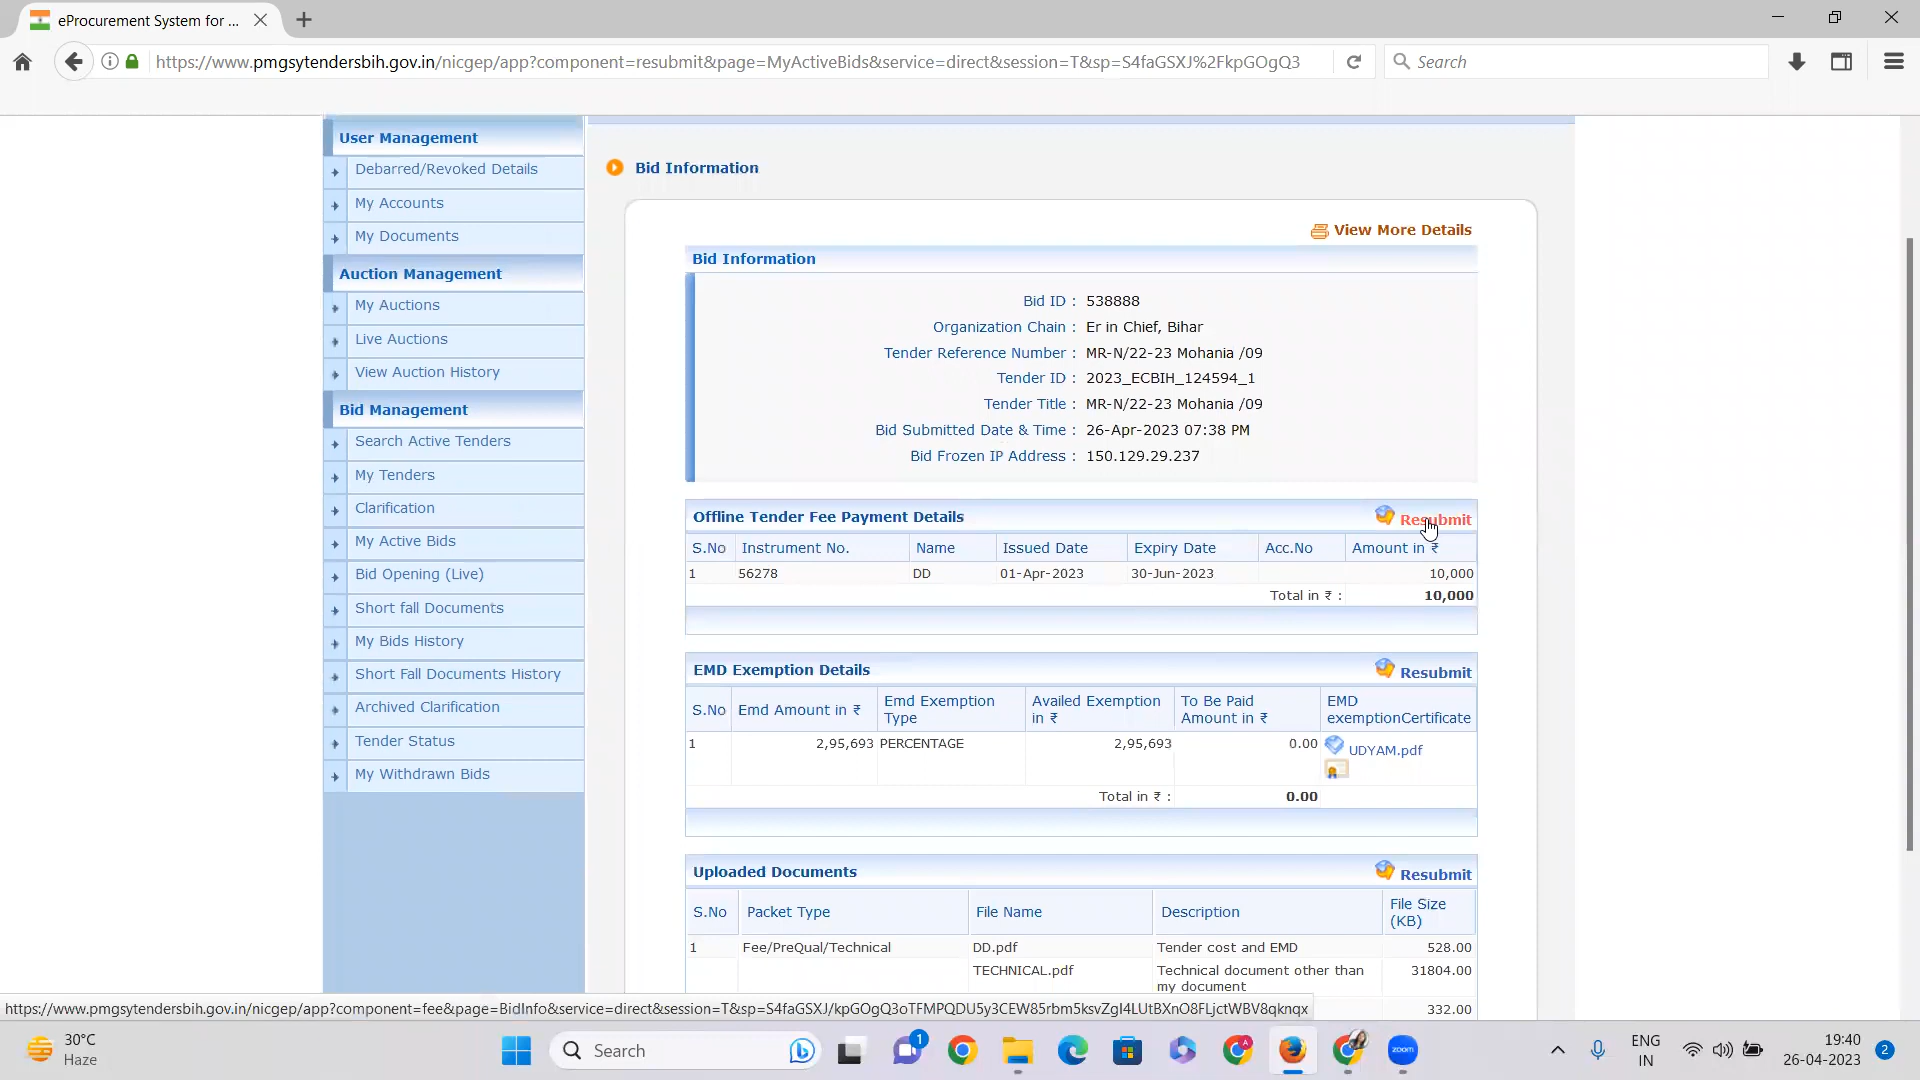 eProcurement System for ...
https://www.pmgsytendersbih.gov.in/nicgep/app?component=resubmit&page=MyActiveBids&service=direct&session=T&sp=S4faGSXJ%2FkpGOgQ3
Search
User Management
Debarred/Revoked Details
My Accounts
My Documents
Auction Management
My Auctions
Live Auctions
View Auction History
Bid Management
Search Active Tenders
My Tenders
Clarification
My Active Bids
Bid Opening (Live)
Short fall Documents
My Bids History
Short Fall Documents History
Archived Clarification
Tender Status
My Withdrawn Bids
Bid Information
View More Details
Bid Information
Bid ID : 538888
Organization Chain : Er in Chief, Bihar
Tender Reference Number : MR-N/22-23 Mohania /09
Tender ID : 2023_ECBIH_124594_1
Tender Title : MR-N/22-23 Mohania /09
Bid Submitted Date & Time : 26-Apr-2023 07:38 PM
Bid Frozen IP Address : 150.129.29.237
Offline Tender Fee Payment Details Resubmit
S.No Instrument No. Name Issued Date Expiry Date Acc.No Amount in ₹
1 56278 DD 01-Apr-2023 30-Jun-2023 10,000
Total in ₹ : 10,000
EMD Exemption Details Resubmit
S.No Emd Amount in ₹ Emd Exemption Type Availed Exemption in ₹ To Be Paid Amount in ₹ EMD exemptionCertificate
1 2,95,693 PERCENTAGE 2,95,693 0.00 UDYAM.pdf
Total in ₹ : 0.00
Uploaded Documents Resubmit
S.No Packet Type File Name Description File Size (KB)
1 Fee/PreQual/Technical DD.pdf Tender cost and EMD 528.00
TECHNICAL.pdf Technical document other than my document 31804.00
332.00
https://www.pmgsytendersbih.gov.in/nicgep/app?component=fee&page=BidInfo&service=direct&session=T&sp=S4faGSXJ/kpGOgQ3oTFMPQDU5y3CEW85rbm5ksvZgI4LUtBXnO8FLjctWBV8qknqx
30°C
Haze
Search
1
A
zoom
ENG
IN
19:40
26-04-2023
2